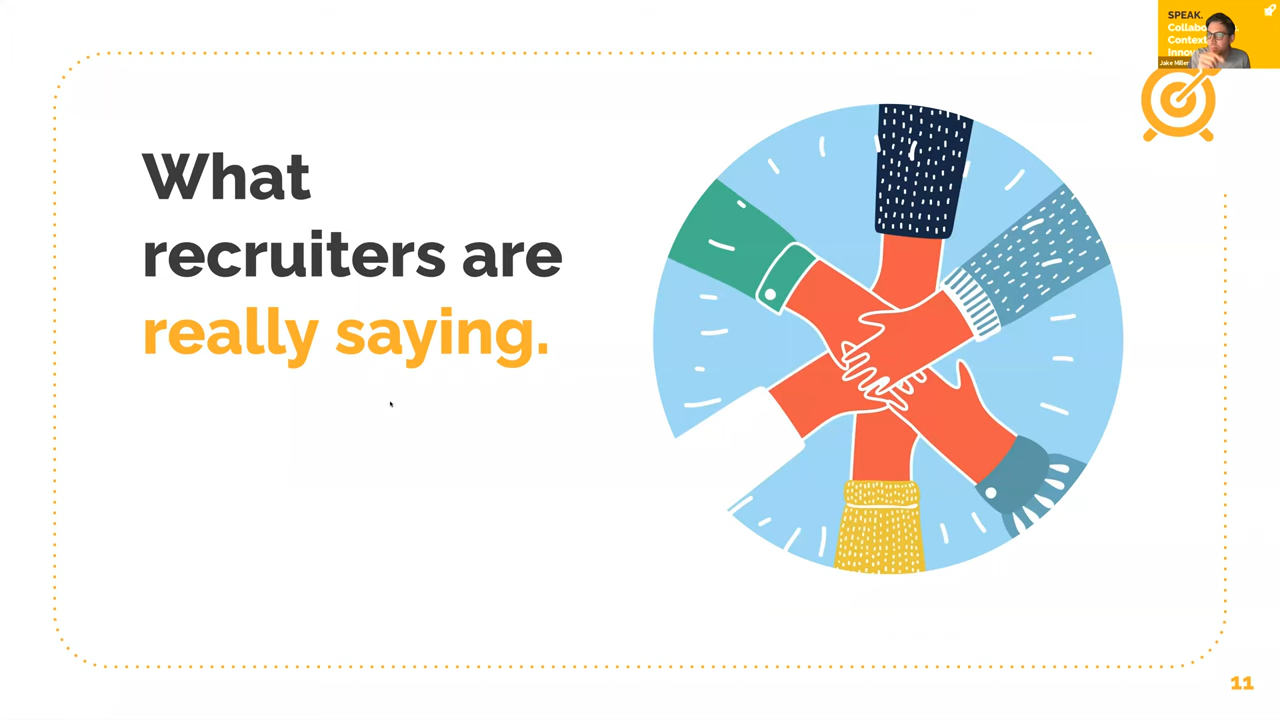 What
recruiters are
really saying.
SPEAK.
Jake Miller
11